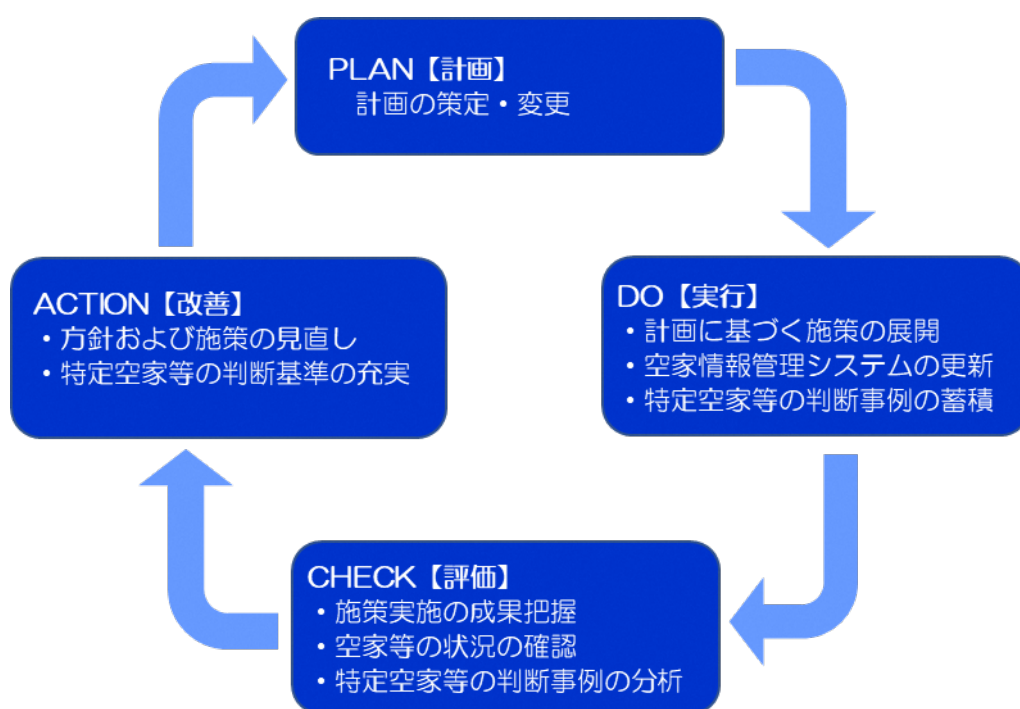 PLAN【計画】
計画の策定・変更
DO【実行】
・計画に基づく施策の展開
・空家情報管理システムの更新
・特定空家等の判断事例の蓄積
CHECK【評価】
・施策実施の成果把握
・空家等の状況の確認
・特定空家等の判断事例の分析
ACTION【改善】
・方針および施策の見直し
・特定空家等の判断基準の充実